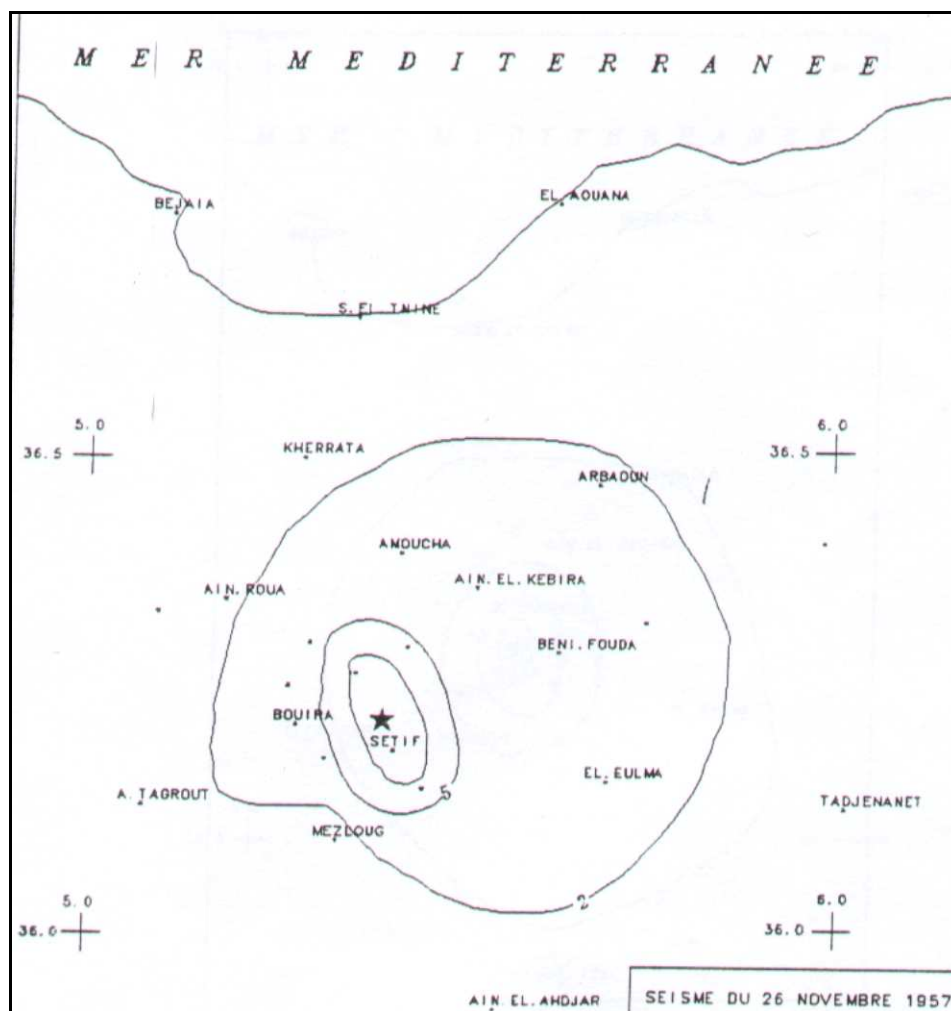 M E R M E D I T E R R A N E E
BEJAIA
EL AOUANA
S.EL.TNINE
5.0
6.0
36.5
36.5
KHERRATA
ARBAOUN
AMOUCHA
AIN.EL.KEBIRA
AIN.ROUA
BENI.FOUDA
BOUIRA
SETIF
EL.EULMA
5
A.TAGROUT
TADJENANET
MEZLOUG
5.0
2
6.0
36.0
36.0
AIN.EL.AHDJAR
SEISME DU 26 NOVEMBRE 1957